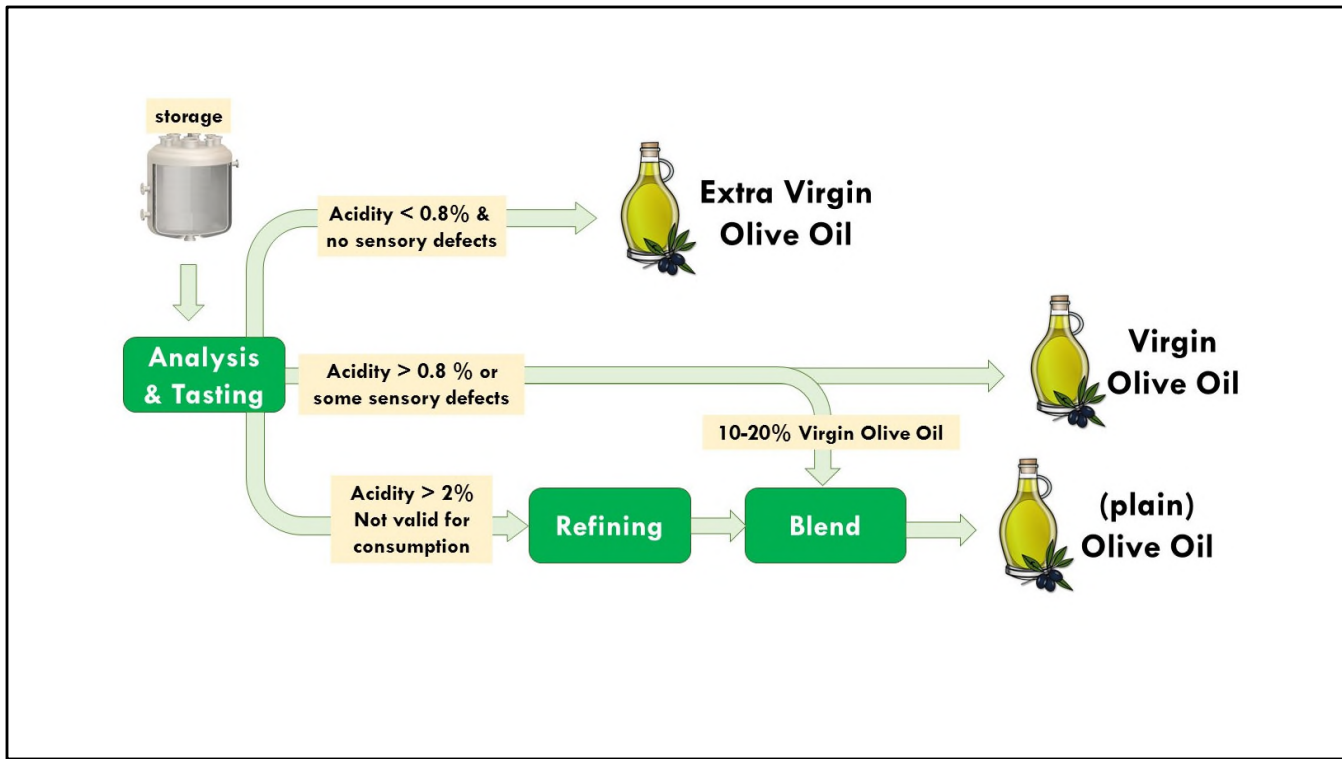 storage
Acidity < 0.8% &
no sensory defects
Extra Virgin
Olive Oil
Analysis
& Tasting
Acidity > 0.8 % or
some sensory defects
Virgin
Olive Oil
10-20% Virgin Olive Oil
Acidity > 2%
Not valid for
consumption
Refining
Blend
(plain)
Olive Oil